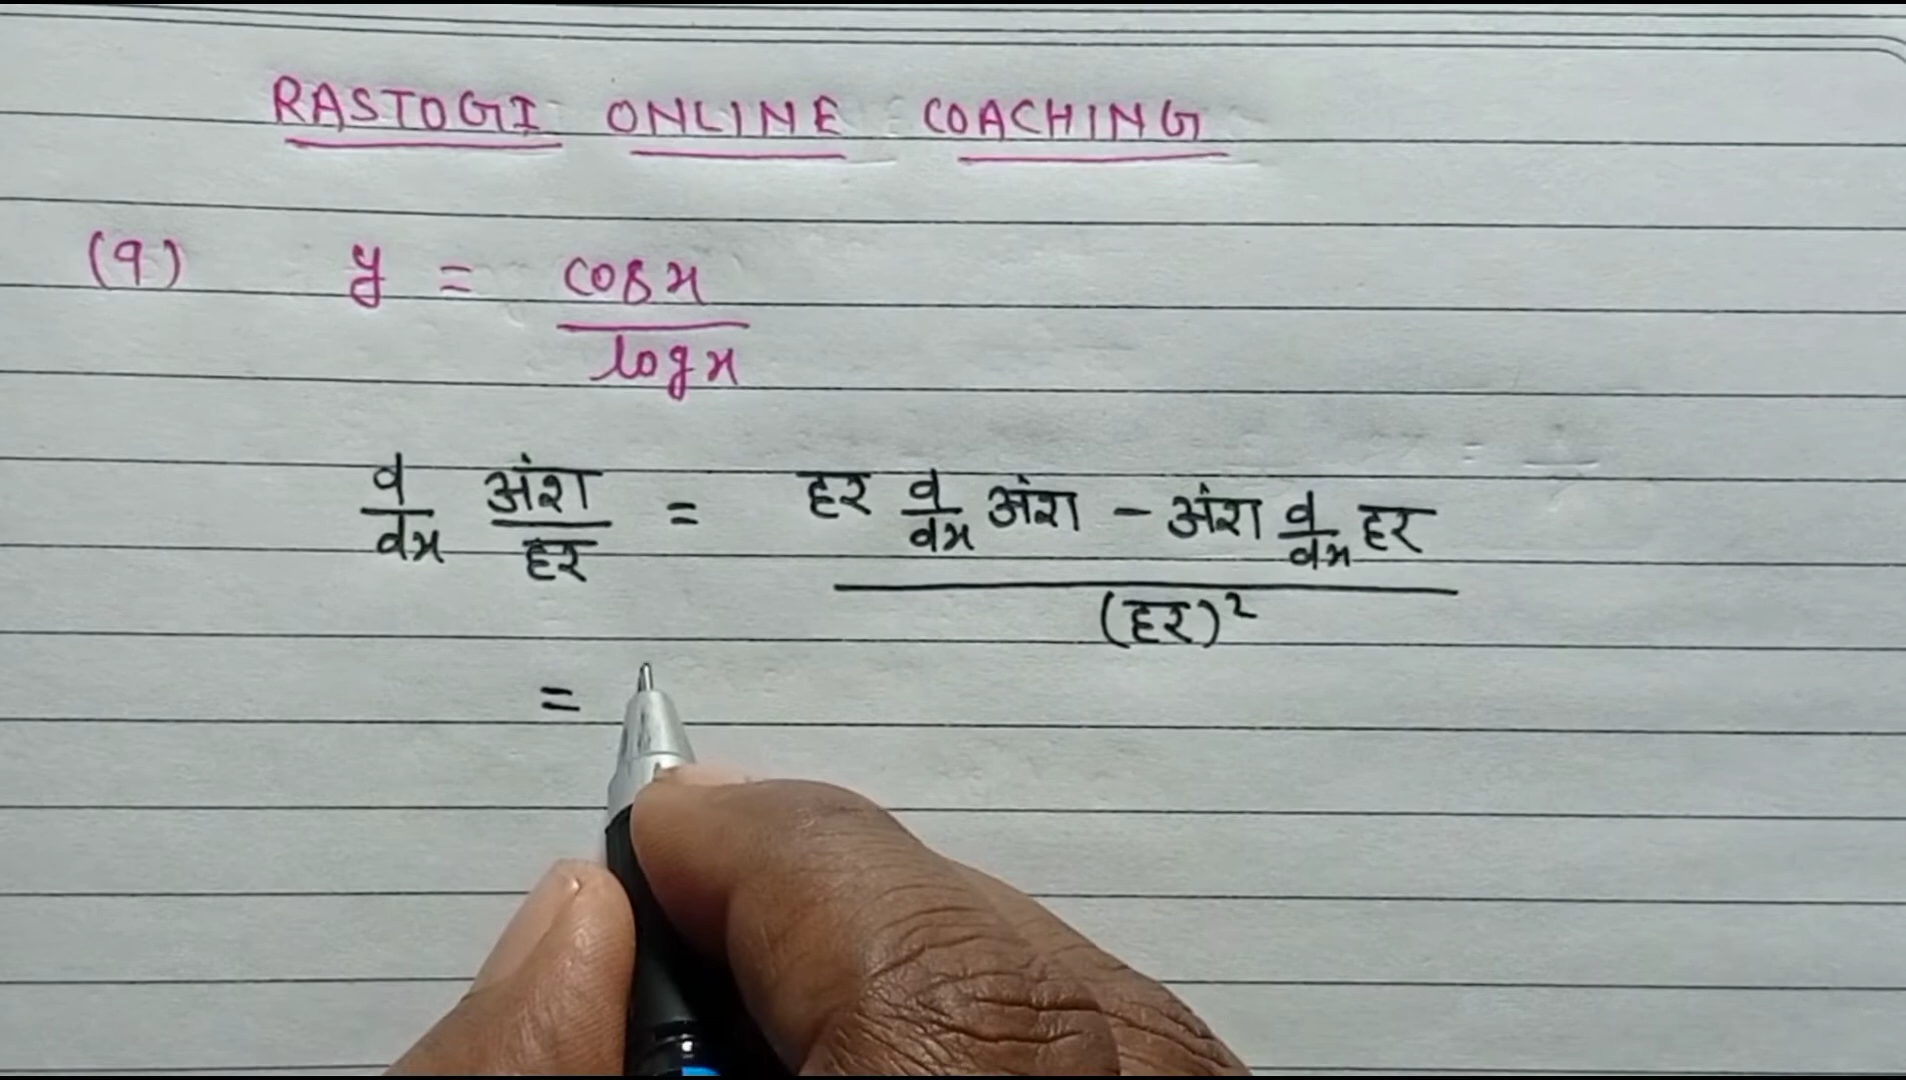 RASTOGI ONLINE COACHING
(9) y = cosx / logx
d/dx अंश/हर = हर d/dx अंश - अंश d/dx हर / (हर)²
=